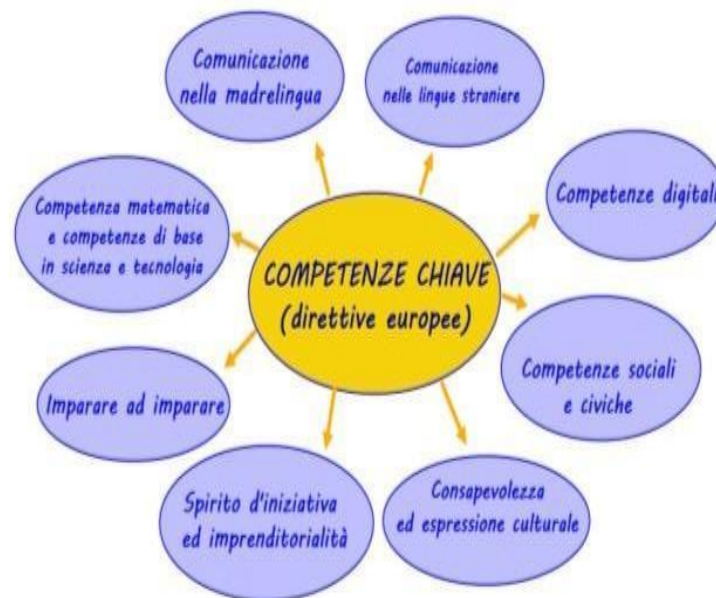 Comunicazione
nella madrelingua
Comunicazione
nelle lingue straniere
Competenze digitali
Competenza matematica
e competenze di base
in scienza e tecnologia
COMPETENZE CHIAVE
(direttive europee)
Competenze sociali
e civiche
Imparare ad imparare
Spirito d'iniziativa
ed imprenditorialità
Consapevolezza
ed espressione culturale